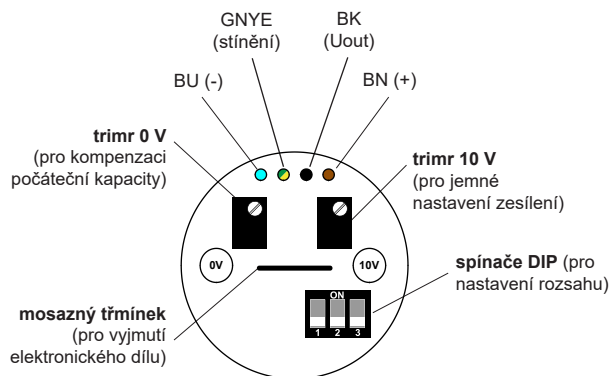 GNYE
(stínění)
BK
(Uout)
BU (-)
BN (+)
trimr 0 V
(pro kompenzaci
počáteční kapacity)
trimr 10 V
(pro jemné
nastavení zesílení)
0V
10V
spínače DIP (pro
nastavení rozsahu)
ON
1 2 3
mosazný třmínek
(pro vyjmutí
elektronického dílu)